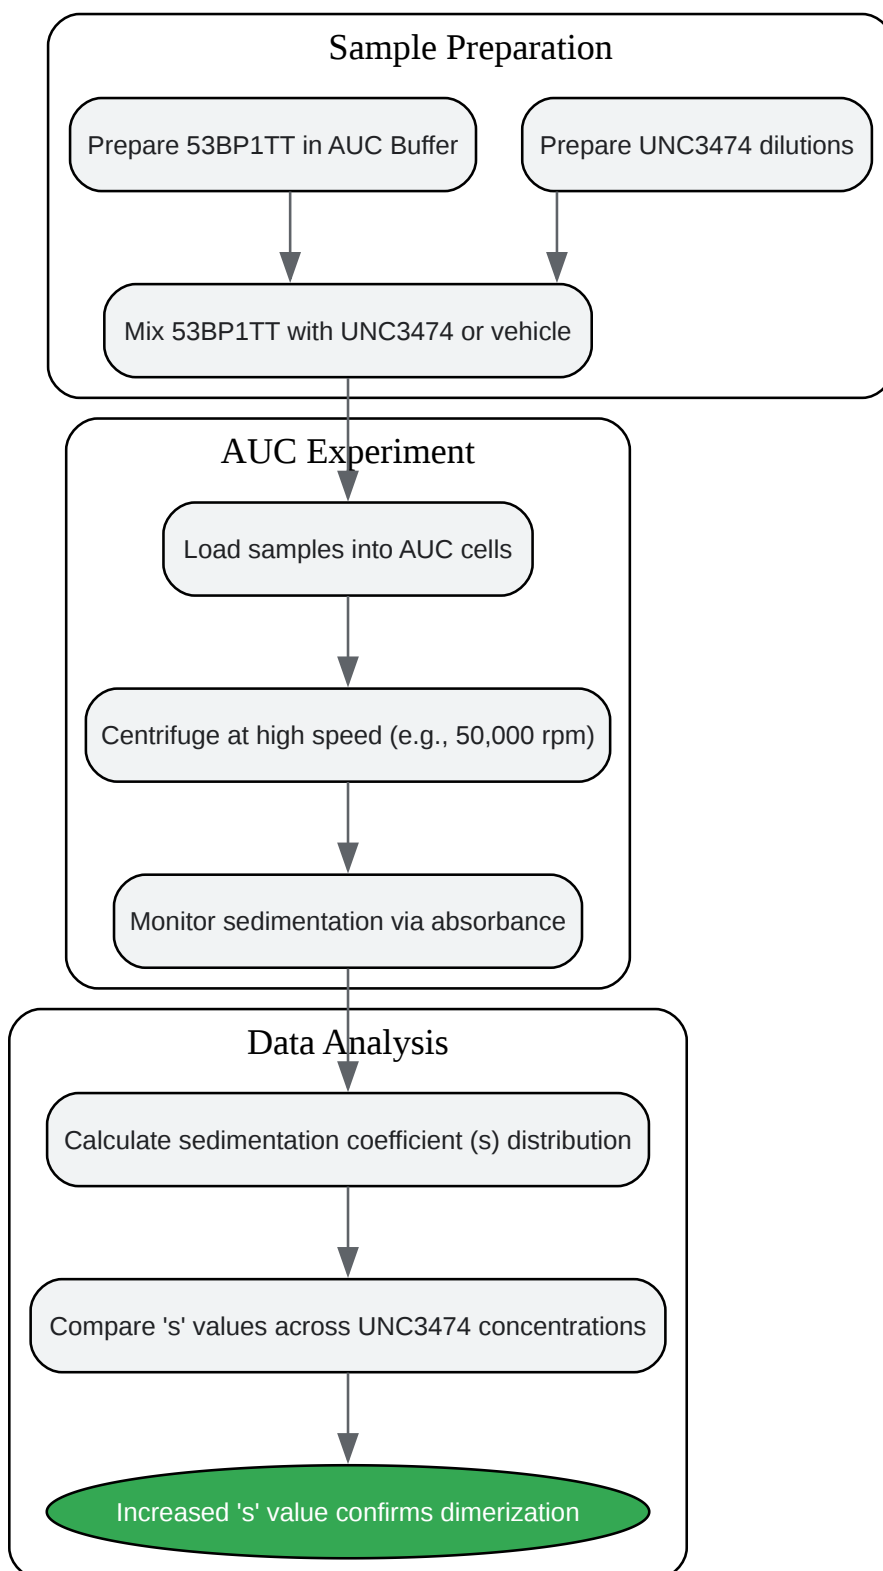 Sample Preparation
Prepare 53BP1TT in AUC Buffer
Prepare UNC3474 dilutions
Mix 53BP1TT with UNC3474 or vehicle
AUC Experiment
Load samples into AUC cells
Centrifuge at high speed (e.g., 50,000 rpm)
Monitor sedimentation via absorbance
Data Analysis
Calculate sedimentation coefficient (s) distribution
Compare 's' values across UNC3474 concentrations
Increased 's' value confirms dimerization